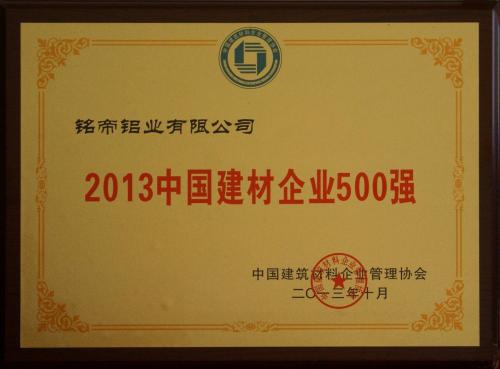 铭帝铝业有限公司
2013中国建材企业500强
中国建筑材料企业管理协会
二〇一三年十月